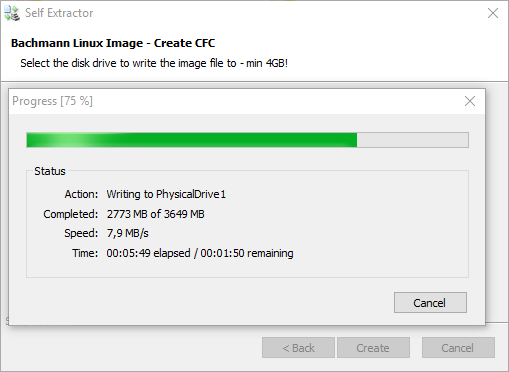 Self Extractor
Bachmann Linux Image - Create CFC
Select the disk drive to write the image file to - min 4GB!
Progress [75 %]
Status
Action: Writing to PhysicalDrive1
Completed: 2773 MB of 3649 MB
Speed: 7,9 MB/s
Time: 00:05:49 elapsed / 00:01:50 remaining
Cancel
< Back Create Cancel